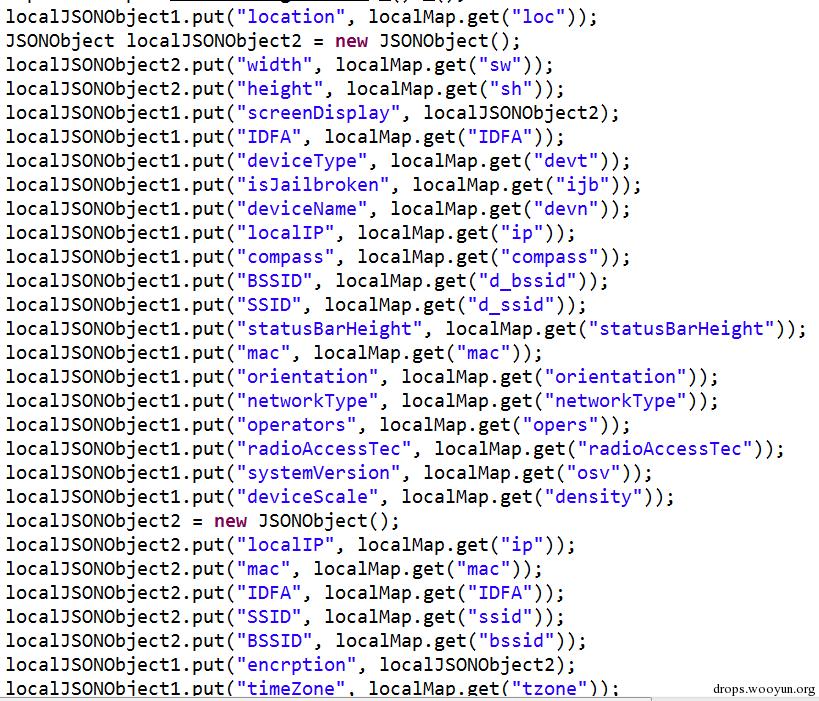 localJSONObject1.put("location", localMap.get("loc"));
JSONObject localJSONObject2 = new JSONObject();
localJSONObject2.put("width", localMap.get("sw"));
localJSONObject2.put("height", localMap.get("sh"));
localJSONObject1.put("screenDisplay", localJSONObject2);
localJSONObject1.put("IDFA", localMap.get("IDFA"));
localJSONObject1.put("deviceType", localMap.get("devt"));
localJSONObject1.put("isJailbroken", localMap.get("ijb"));
localJSONObject1.put("deviceName", localMap.get("devn"));
localJSONObject1.put("localIP", localMap.get("ip"));
localJSONObject1.put("compass", localMap.get("compass"));
localJSONObject1.put("BSSID", localMap.get("d_bssid"));
localJSONObject1.put("SSID", localMap.get("d_ssid"));
localJSONObject1.put("statusBarHeight", localMap.get("statusBarHeight"));
localJSONObject1.put("mac", localMap.get("mac"));
localJSONObject1.put("orientation", localMap.get("orientation"));
localJSONObject1.put("networkType", localMap.get("networkType"));
localJSONObject1.put("operators", localMap.get("opers"));
localJSONObject1.put("radioAccessTec", localMap.get("radioAccessTec"));
localJSONObject1.put("systemVersion", localMap.get("osv"));
localJSONObject1.put("deviceScale", localMap.get("density"));
localJSONObject2 = new JSONObject();
localJSONObject2.put("localIP", localMap.get("ip"));
localJSONObject2.put("mac", localMap.get("mac"));
localJSONObject2.put("IDFA", localMap.get("IDFA"));
localJSONObject2.put("SSID", localMap.get("ssid"));
localJSONObject2.put("BSSID", localMap.get("bssid"));
localJSONObject1.put("encrption", localJSONObject2);
localJSONObject1.put("timeZone", localMap.get("tzone"));
drops.wooyun.org